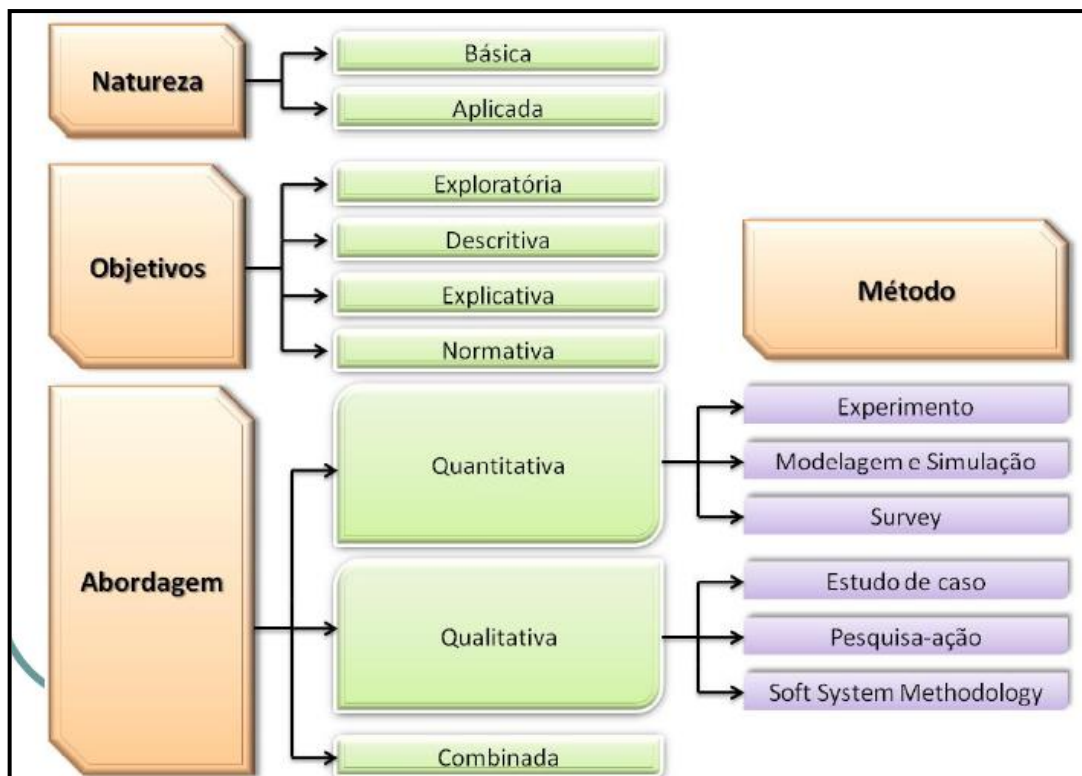 Natureza
Básica
Aplicada
Objetivos
Exploratória
Descritiva
Explicativa
Normativa
Método
Abordagem
Quantitativa
Experimento
Modelagem e Simulação
Survey
Qualitativa
Estudo de caso
Pesquisa-ação
Soft System Methodology
Combinada